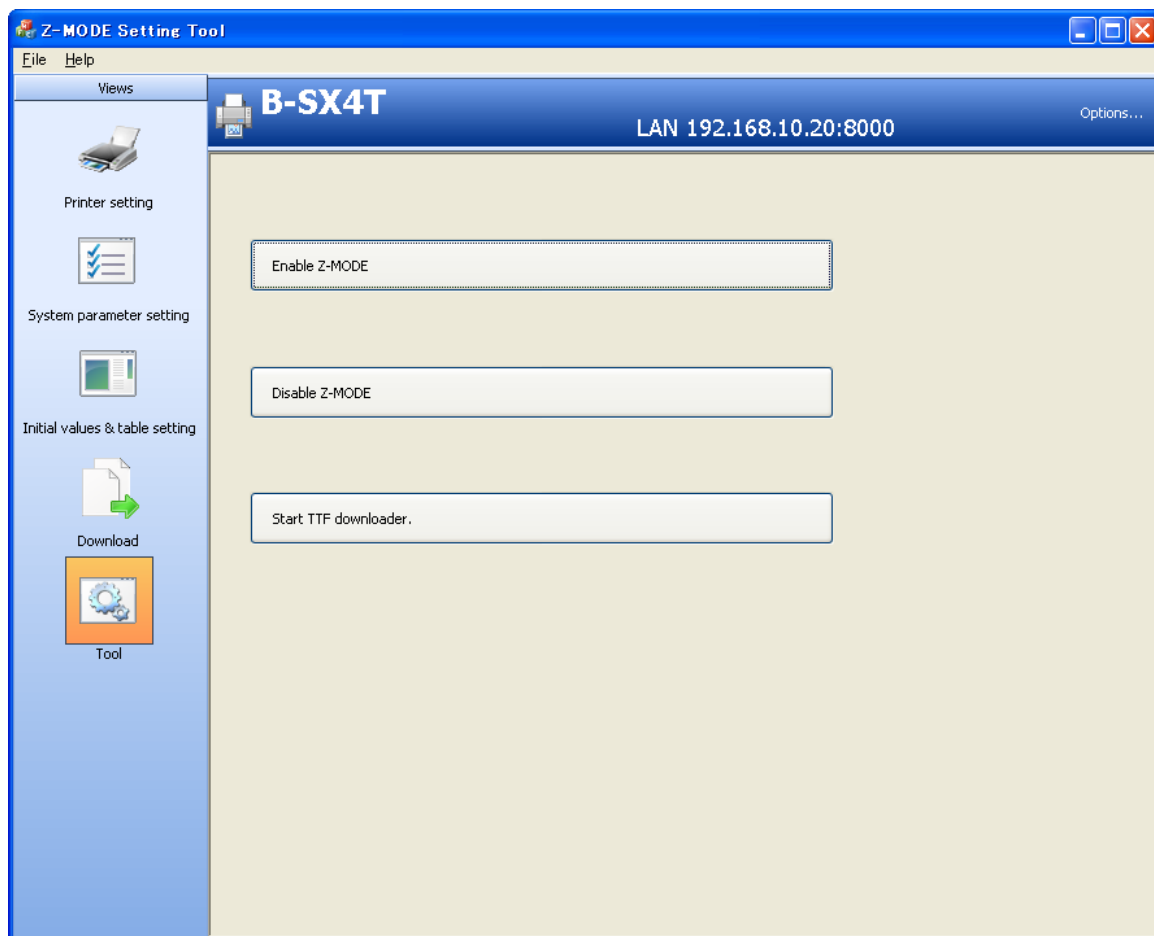 Z-MODE Setting Tool
File Help
Views
B-SX4T
LAN 192.168.10.20:8000
Options...
Printer setting
System parameter setting
Initial values & table setting
Download
Tool
Enable Z-MODE
Disable Z-MODE
Start TTF downloader.